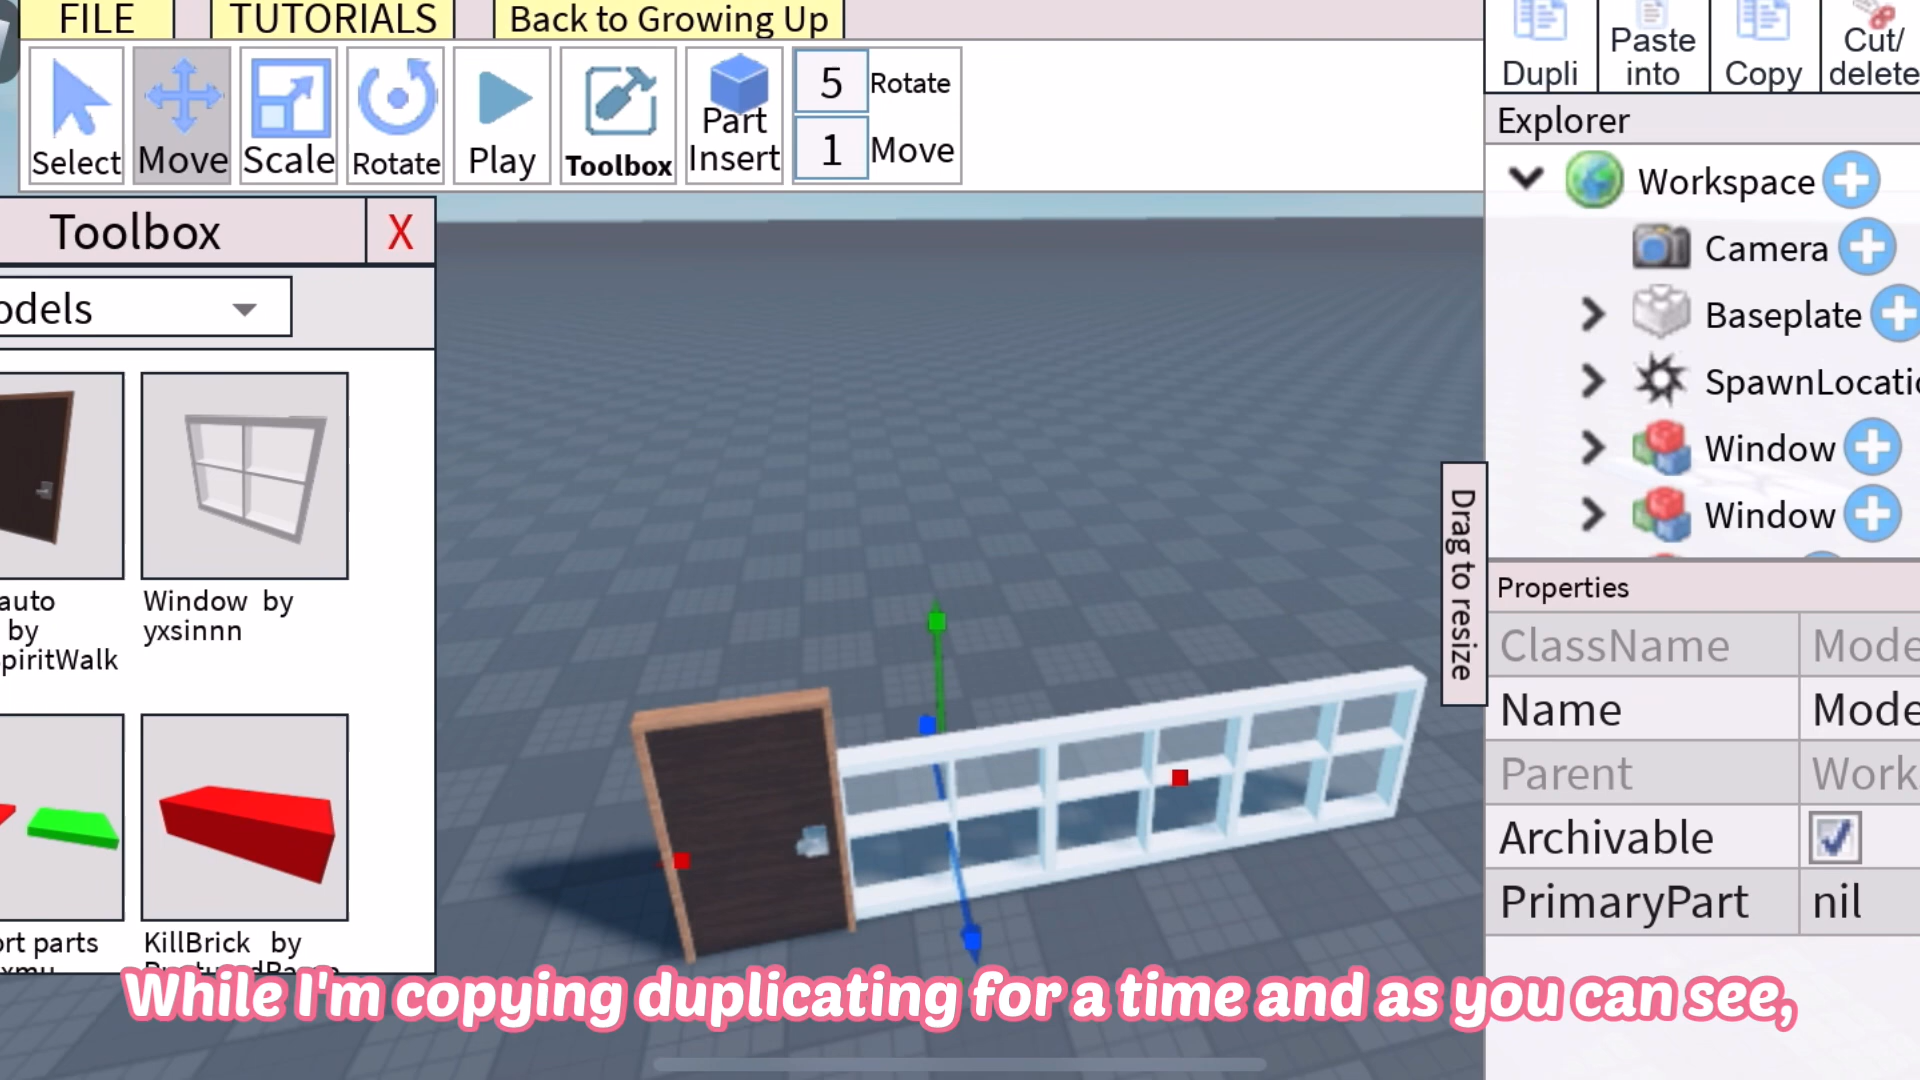 FILE
TUTORIALS
Back to Growing Up
Select
Move
Scale
Rotate
Play
Toolbox
Part
Insert
5 Rotate
1 Move
Dupli
Paste
into
Copy
Cut/
delete
Explorer
Workspace
Camera
Baseplate
SpawnLocatio
Window
Window
Toolbox
X
odels
auto
by
piritWalk
Window by
yxsinnn
ort parts
KillBrick by
Drag to resize
Properties
ClassName Mode
Name Mode
Parent Work
Archivable
PrimaryPart nil
While I'm copying duplicating for a time and as you can see,